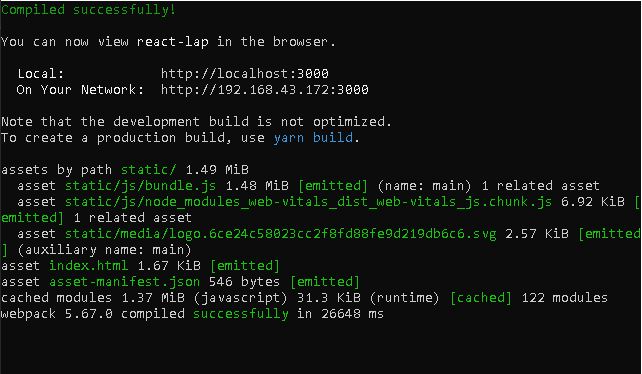 Compiled successfully!
You can now view react-lap in the browser.
Local: http://localhost:3000
On Your Network: http://192.168.43.172:3000
Note that the development build is not optimized.
To create a production build, use yarn build.
assets by path static/ 1.49 MiB
asset static/js/bundle.js 1.48 MiB [emitted] (name: main) 1 related asset
asset static/js/node_modules_web-vitals_dist_web-vitals_js.chunk.js 6.92 KiB [
emitted] 1 related asset
asset static/media/logo.6ce24c58023cc2f8fd88fe9d219db6c6.svg 2.57 KiB [emitted
] (auxiliary name: main)
asset index.html 1.67 KiB [emitted]
asset asset-manifest.json 546 bytes [emitted]
cached modules 1.37 MiB (javascript) 31.3 KiB (runtime) [cached] 122 modules
webpack 5.67.0 compiled successfully in 26648 ms